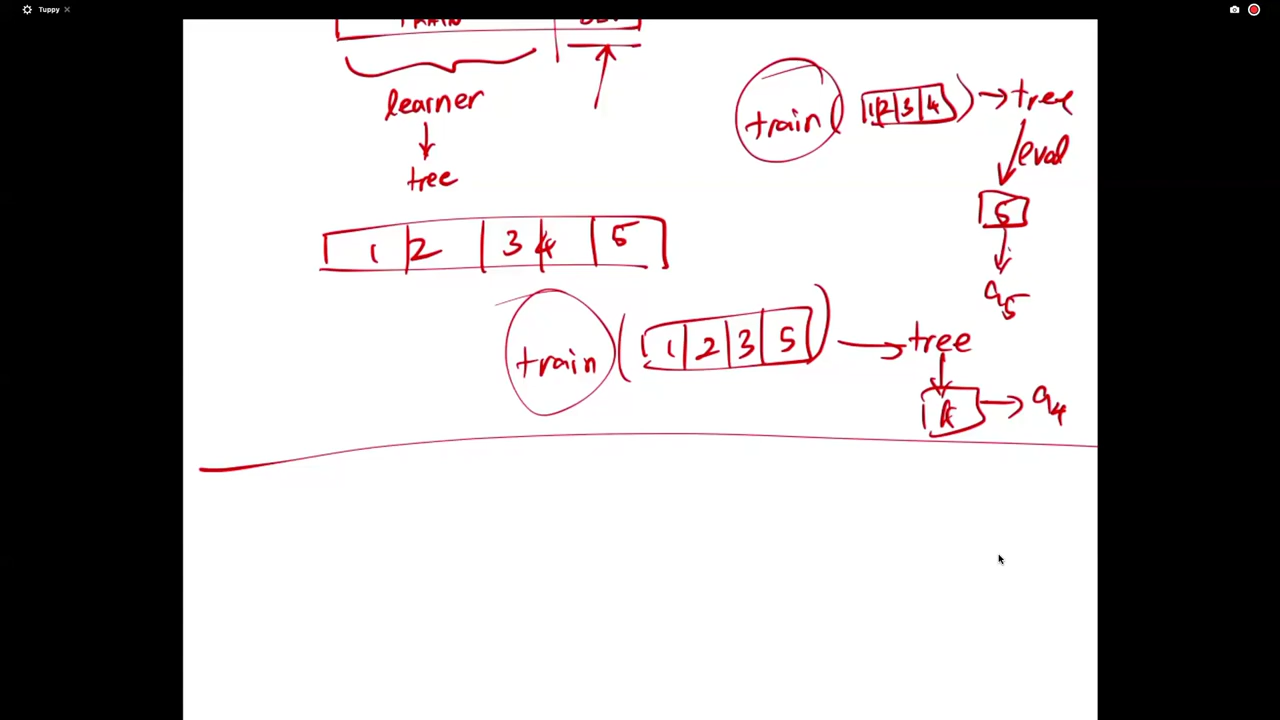 Tuppy
TRAIN
learner
tree
train( 1 2 3 4 ) → tree
eval
5
a5
1 2 3 4 5
train ( 1 2 3 5 ) → tree
4 → a4